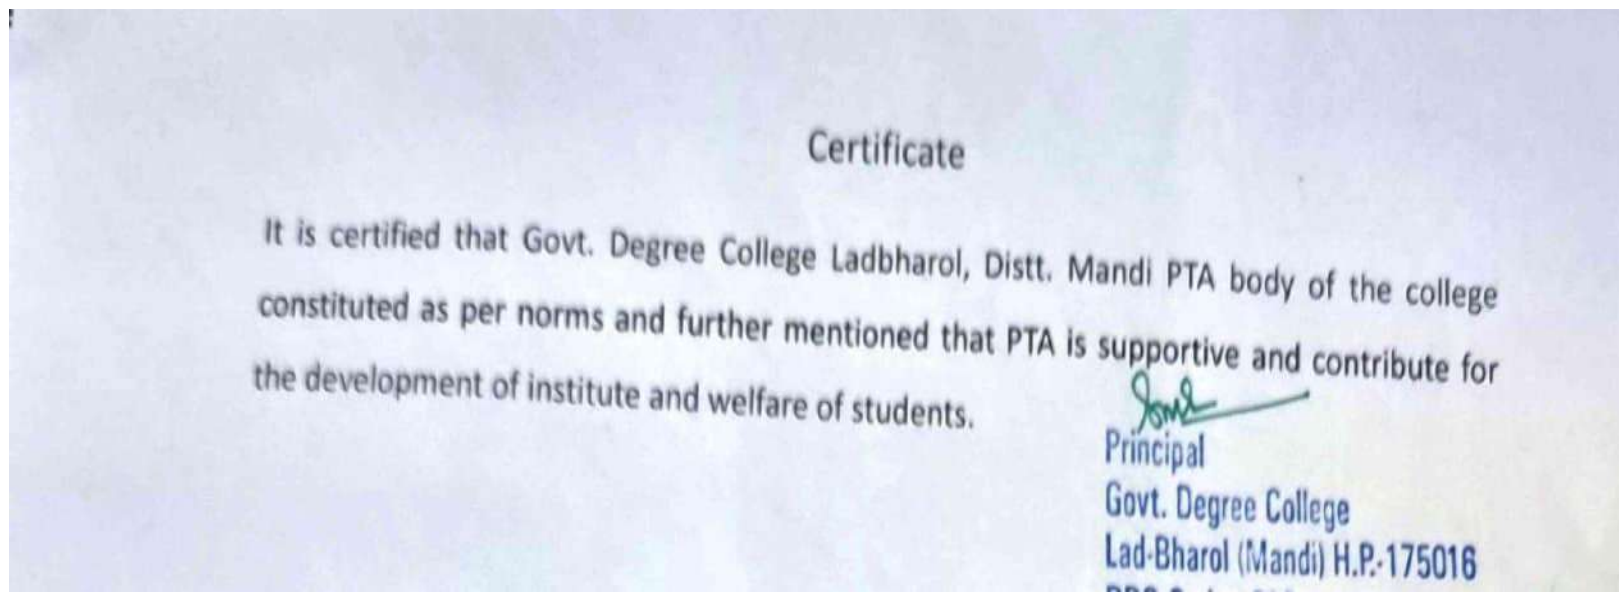 Certificate
It is certified that Govt. Degree College Ladbharol, Distt. Mandi PTA body of the college
constituted as per norms and further mentioned that PTA is supportive and contribute for
the development of institute and welfare of students.
Principal
Govt. Degree College
Lad-Bharol (Mandi) H.P.-175016